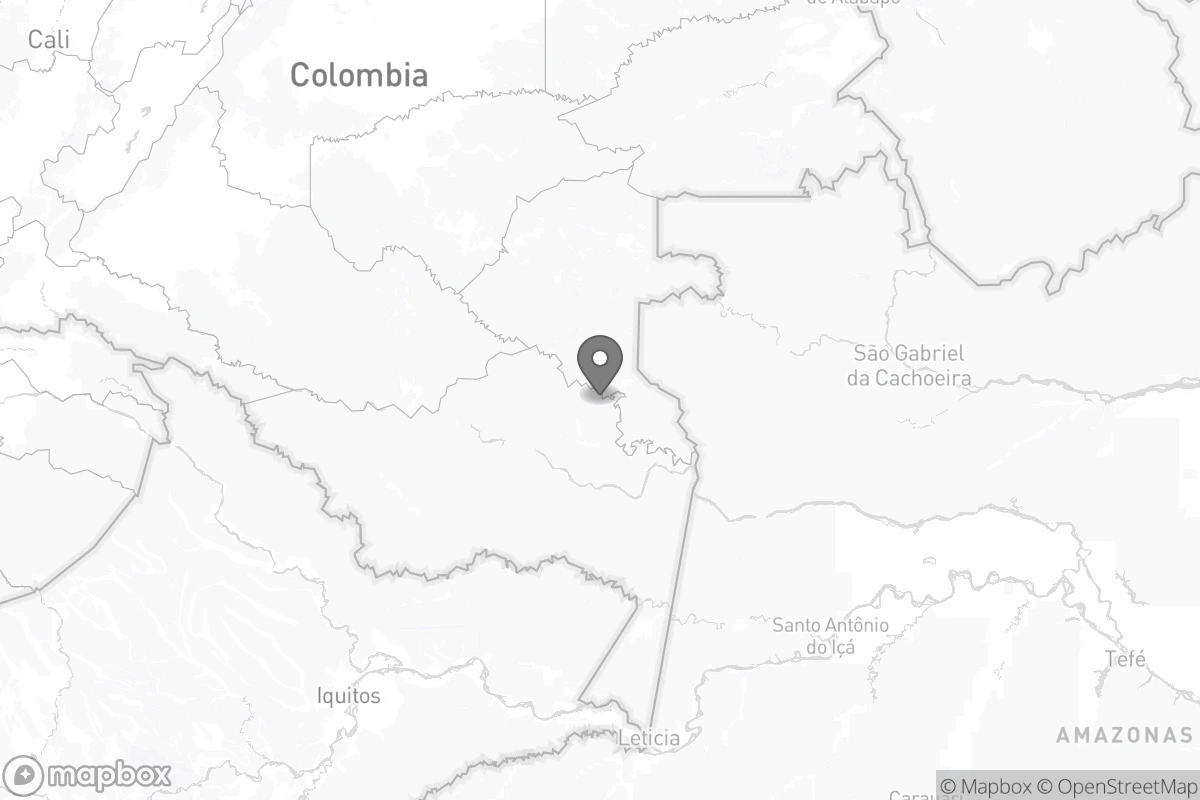 de Atabapo
Cali
Colombia
São Gabriel
da Cachoeira
Santo Antônio
do Içá
Tefé
Iquitos
Leticia
AMAZONAS
Carauari
mapbox
© Mapbox © OpenStreetMap